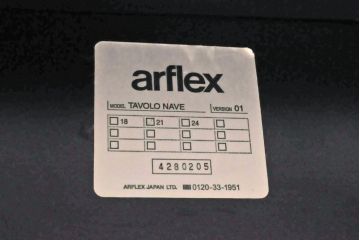 arflex
MODEL TAVOLO NAVE VERSION 01
18 21 24
4280205
ARFLEX JAPAN LTD. 0120-33-1951